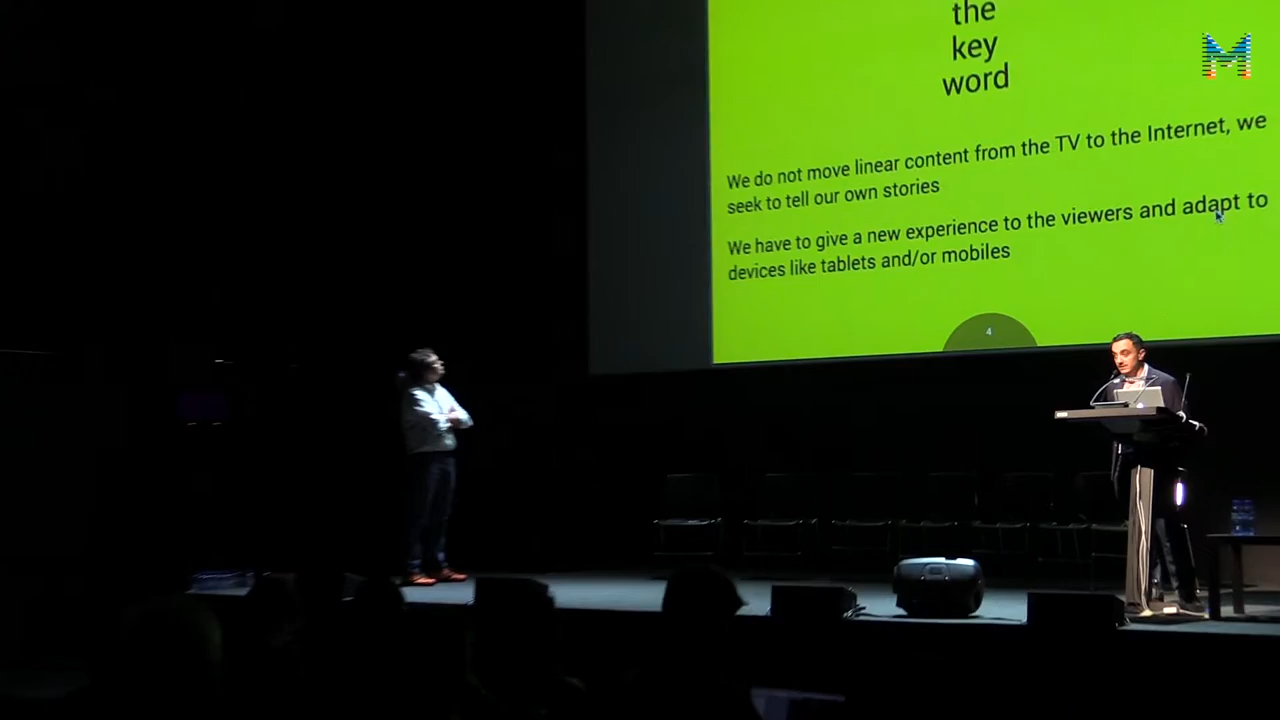 the
key
word
We do not move linear content from the TV to the Internet, we
seek to tell our own stories
We have to give a new experience to the viewers and adapt to
devices like tablets and/or mobiles
4
M